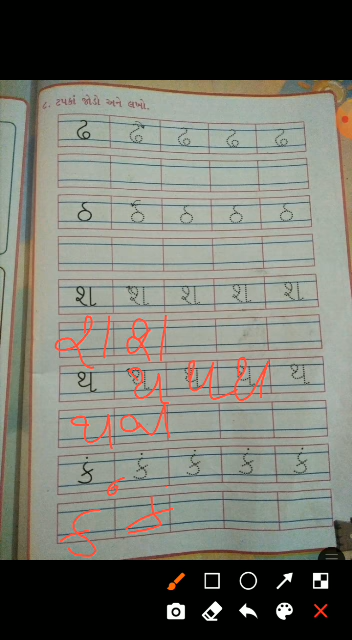 ૮. ટપકાં જોડો અને લખો.
ઢ ઢ ઢ ઢ ઢ
ઠ ઠ ઠ ઠ ઠ
શ શ શ શ શ
શ શ
થ થ થ થ થ
થ
કં કં કં કં કં
ક